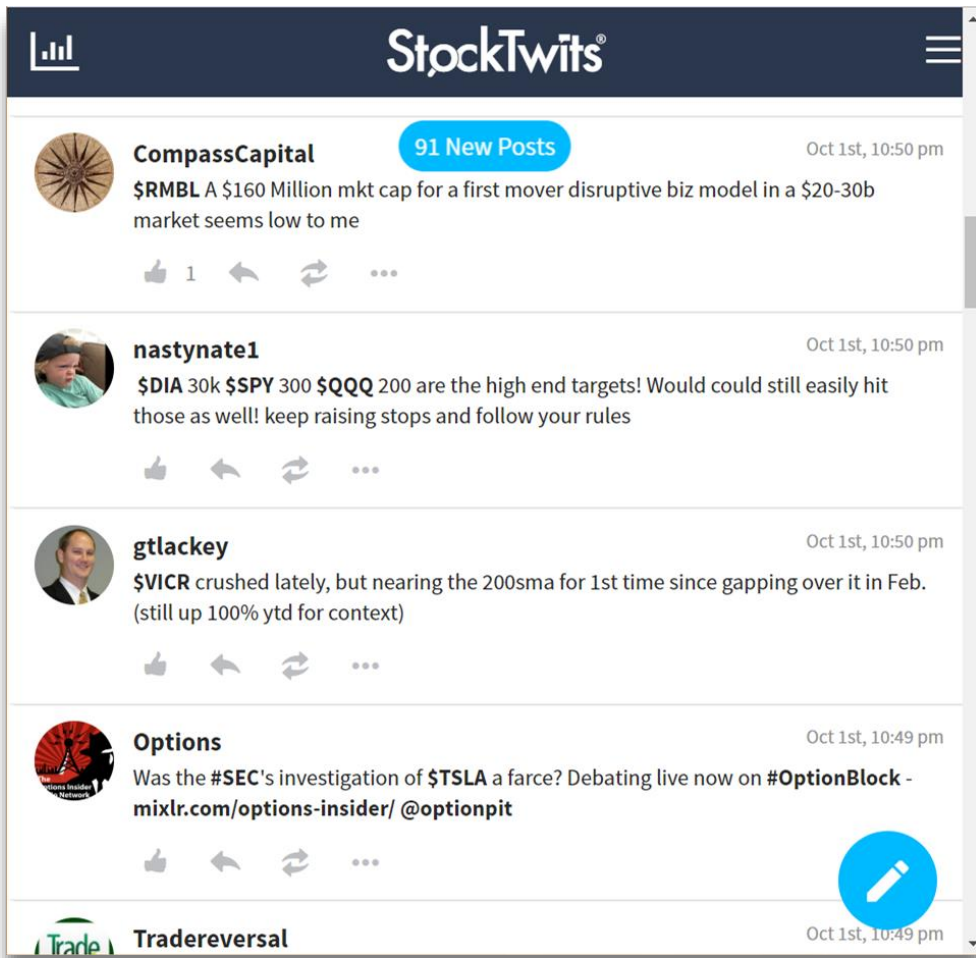 StockTwits®
91 New Posts
CompassCapital
Oct 1st, 10:50 pm
$RMBL A $160 Million mkt cap for a first mover disruptive biz model in a $20-30b
market seems low to me
1
nastynate1
Oct 1st, 10:50 pm
$DIA 30k $SPY 300 $QQQ 200 are the high end targets! Would could still easily hit
those as well! keep raising stops and follow your rules
gtlackey
Oct 1st, 10:50 pm
$VICR crushed lately, but nearing the 200sma for 1st time since gapping over it in Feb.
(still up 100% ytd for context)
Options
Oct 1st, 10:49 pm
The
Options Insider
Network
Was the #SEC's investigation of $TSLA a farce? Debating live now on #OptionBlock -
mixlr.com/options-insider/ @optionpit
Trade
Tradereversal
Oct 1st, 10:49 pm